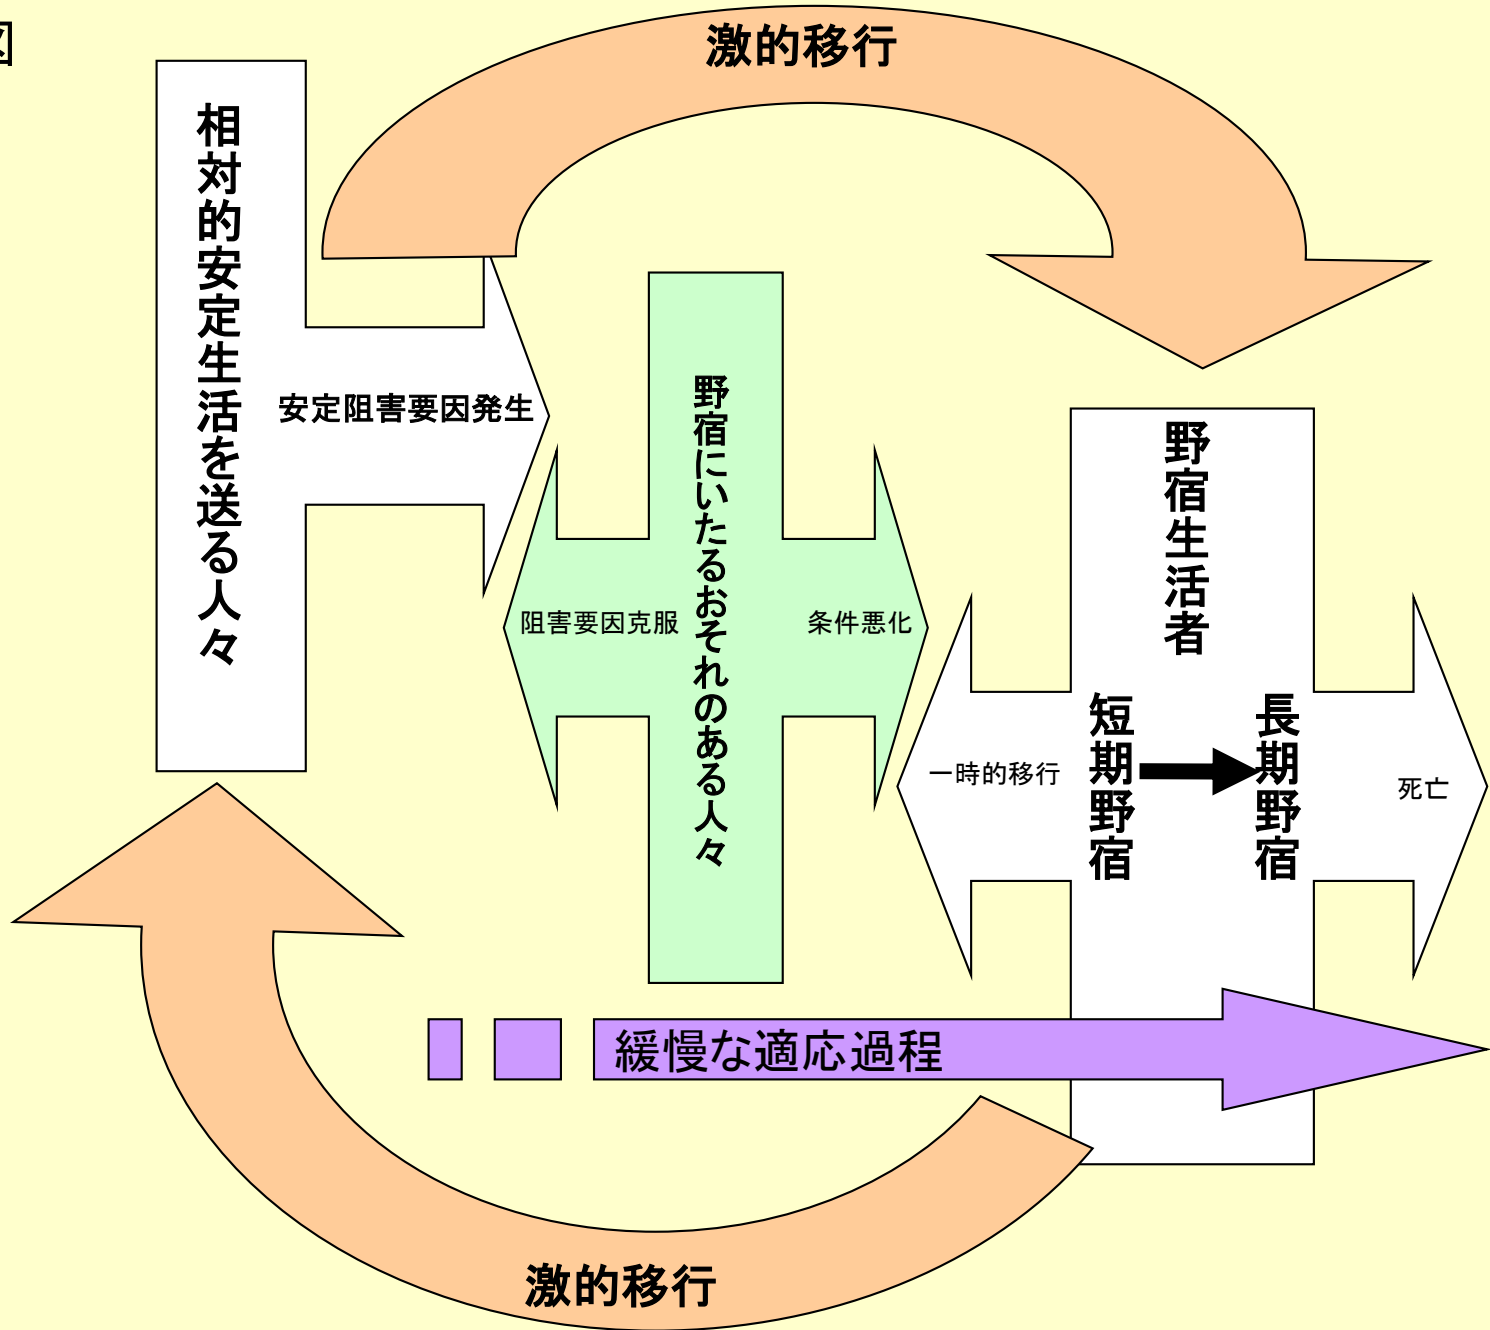 図
激的移行
相対的安定生活を送る人々
安定阻害要因発生
野宿にいたるおそれのある人々
阻害要因克服
条件悪化
野宿生活者
短期野宿
長期野宿
一時的移行
死亡
緩慢な適応過程
激的移行